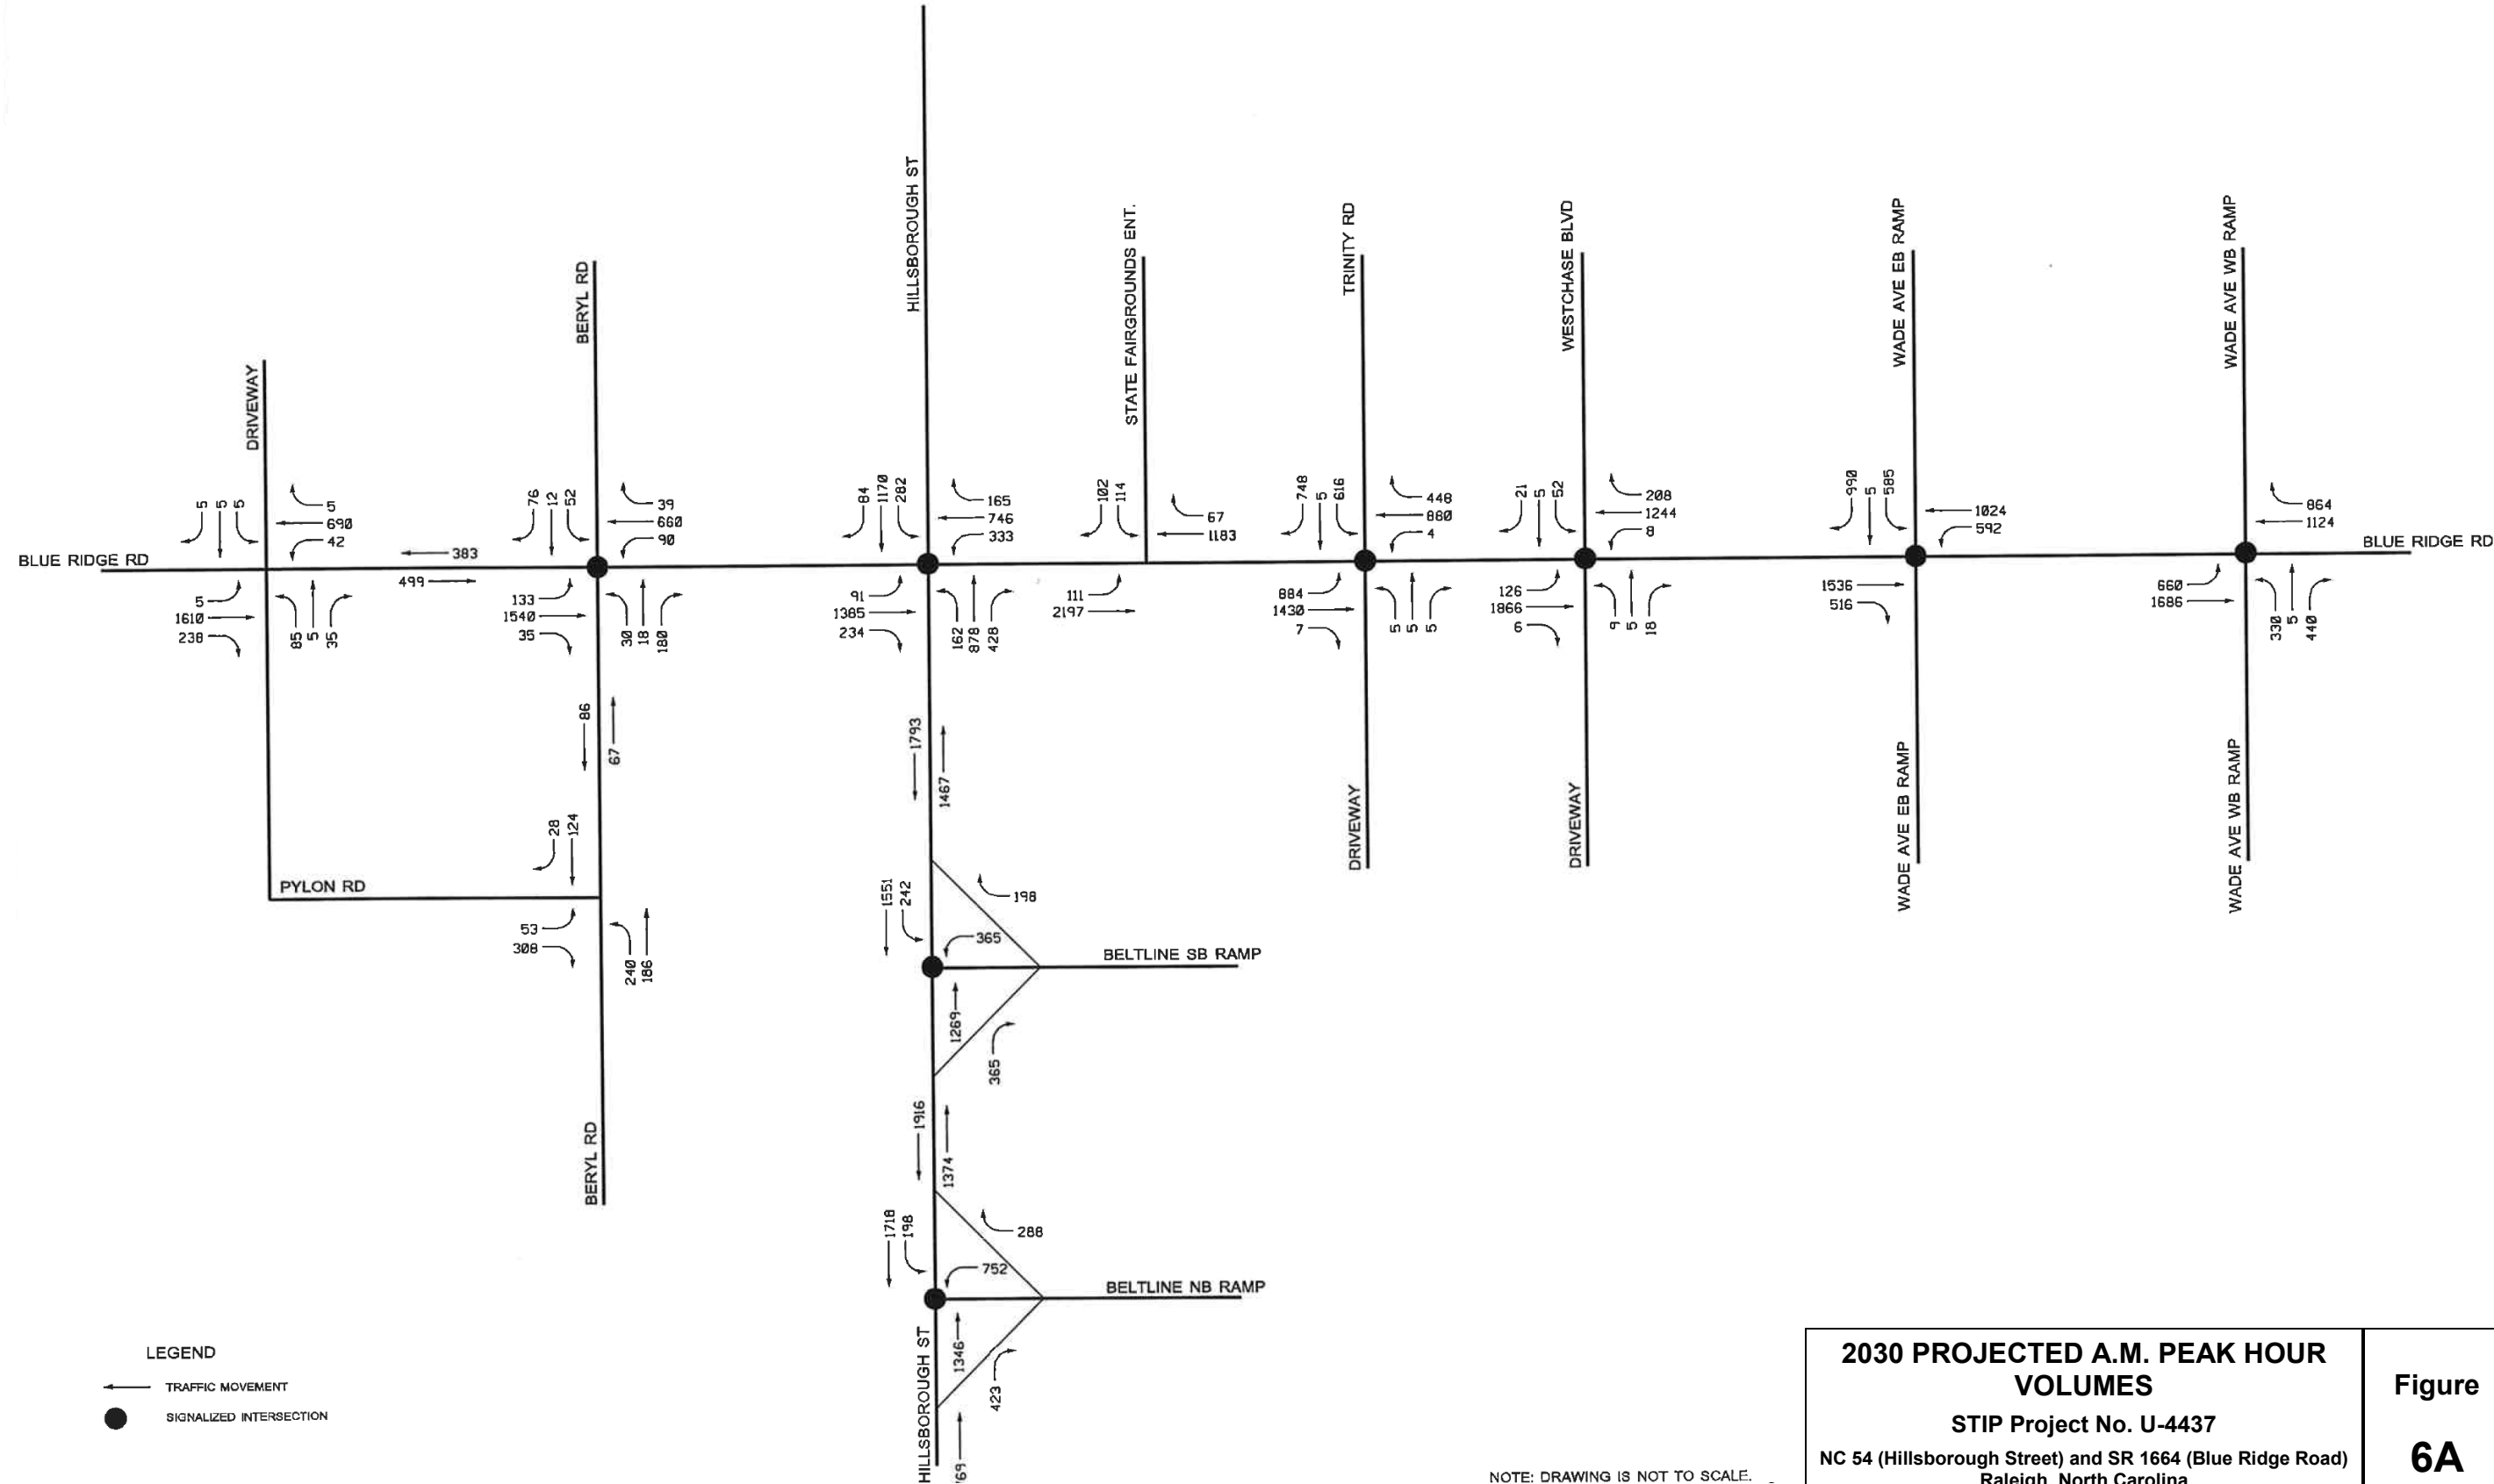 HILLSBOROUGH ST
BERYL RD
DRIVEWAY
STATE FAIRGROUNDS ENT.
TRINITY RD
WESTCHASE BLVD
WADE AVE EB RAMP
WADE AVE WB RAMP
5 5 5
5
690
42
383
76 12 52
39
660
90
84 1170 282
165
746
333
102 114
67
1183
748 5 616
448
880
4
21 5 52
208
1244
8
990 5 585
1024
592
864
1124
BLUE RIDGE RD
BLUE RIDGE RD
5
1610
238
85 5 35
499
133
1540
35
30 18 180
91
1385
234
162 878 428
111
2197
884
1430
7
5 5 5
126
1866
6
9 5 18
1536
516
660
1686
330 5 440
86
67
1793
1467
28 124
PYLON RD
53
308
240 186
BERYL RD
1551 242
198
365
BELTLINE SB RAMP
1269
365
1916
1374
1718 198
288
752
BELTLINE NB RAMP
1346
423
HILLSBOROUGH ST
DRIVEWAY
DRIVEWAY
WADE AVE EB RAMP
WADE AVE WB RAMP
LEGEND
TRAFFIC MOVEMENT
SIGNALIZED INTERSECTION
NOTE: DRAWING IS NOT TO SCALE.
2030 PROJECTED A.M. PEAK HOUR
VOLUMES
STIP Project No. U-4437
NC 54 (Hillsborough Street) and SR 1664 (Blue Ridge Road)
Raleigh, North Carolina
Figure
6A